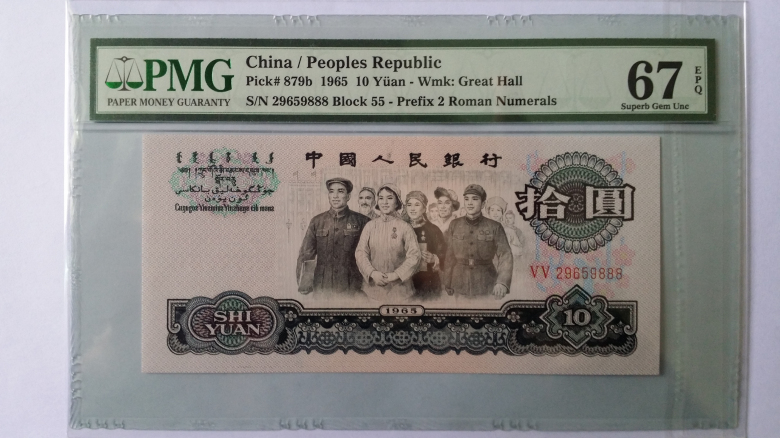 PMG
PAPER MONEY GUARANTY
China / Peoples Republic
Pick# 879b 1965 10 Yüan - Wmk: Great Hall
S/N 29659888 Block 55 - Prefix 2 Roman Numerals
67
EPQ
Superb Gem Unc
中國人民銀行
拾圓
VV 29659888
SHI
YUAN
1965
10